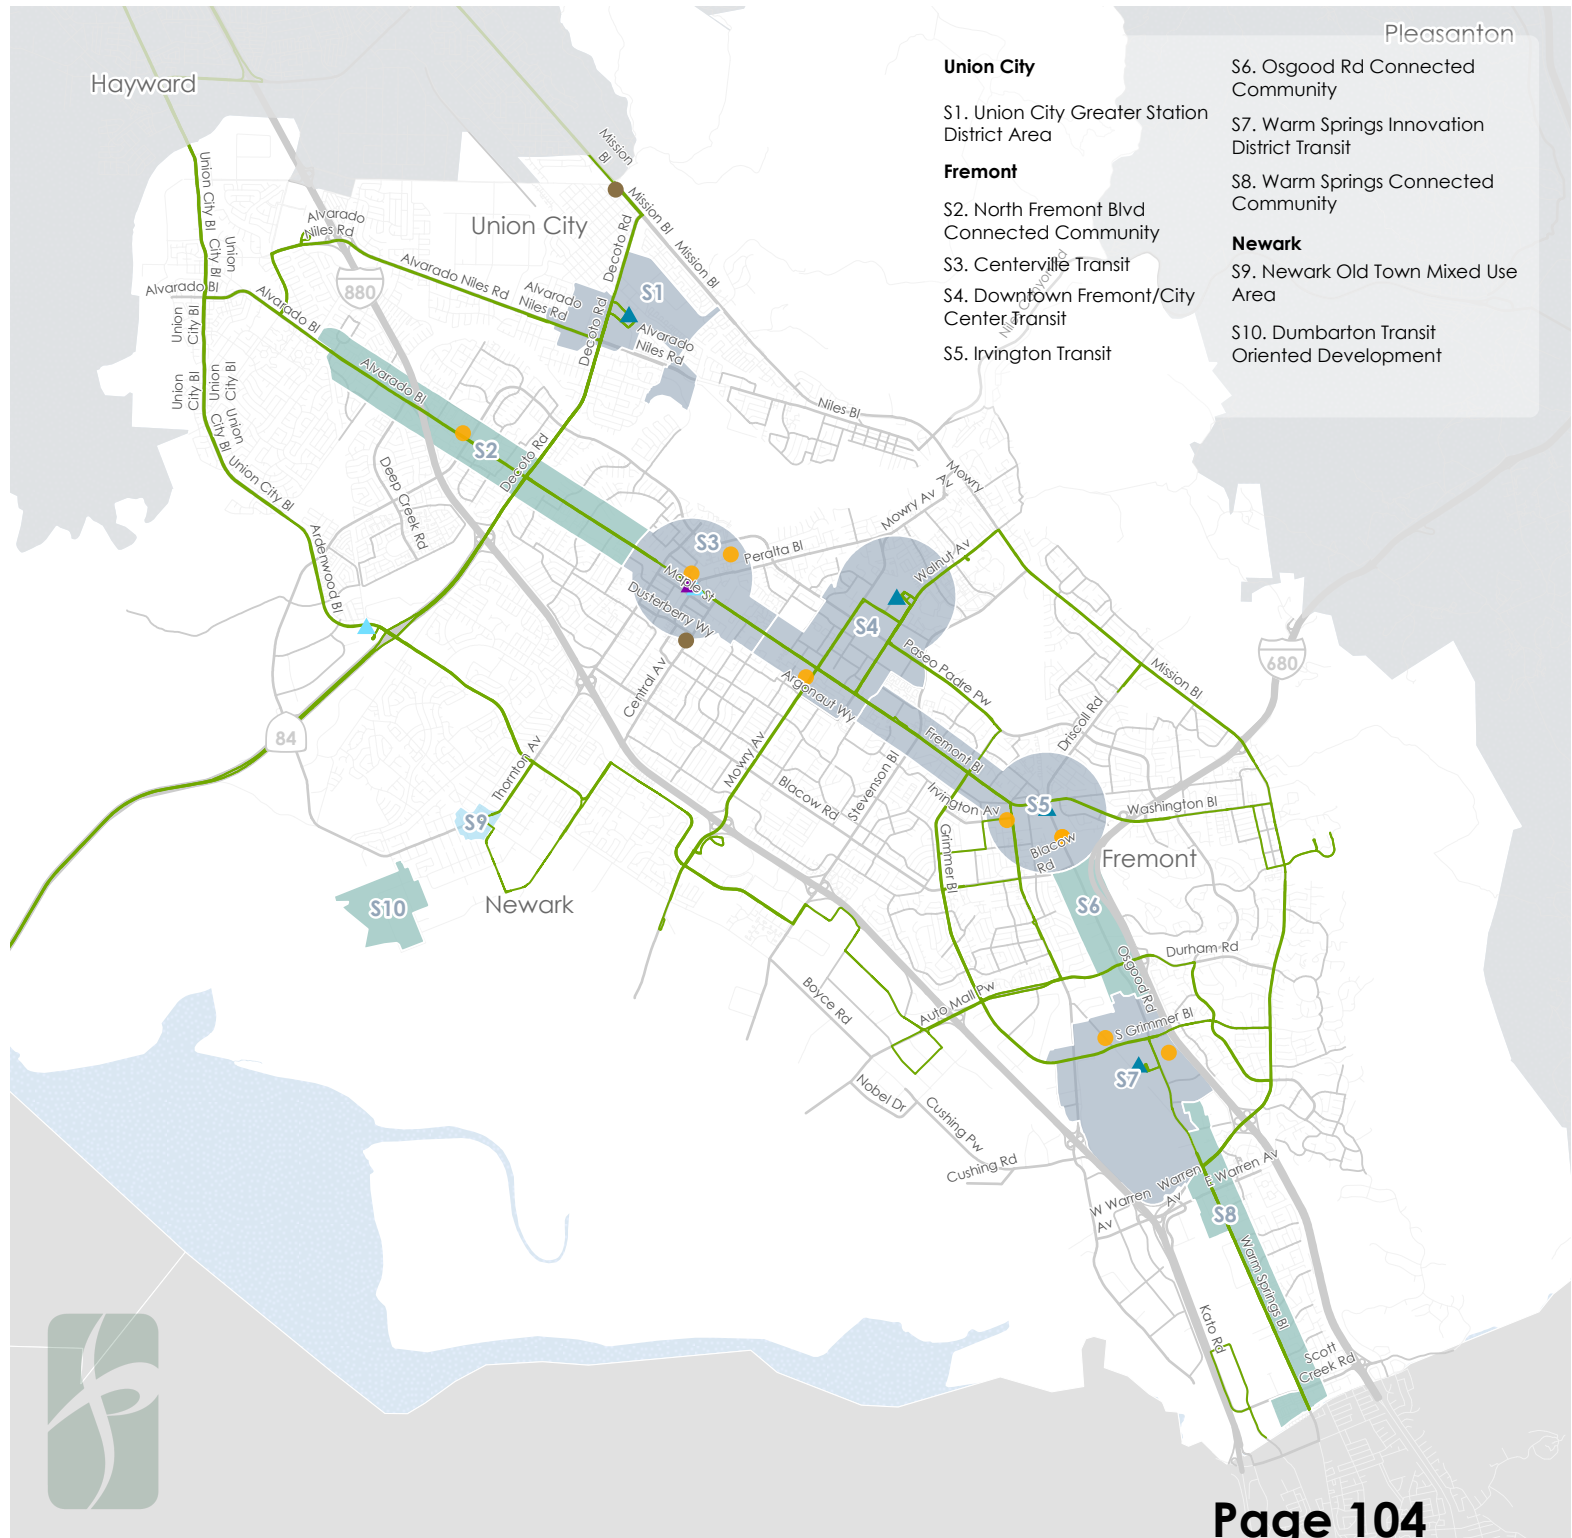 Pleasanton
Hayward
Union City
S1. Union City Greater Station
District Area
Fremont
S2. North Fremont Blvd
Connected Community
S3. Centerville Transit
S4. Downtown Fremont/City
Center Transit
S5. Irvington Transit
S6. Osgood Rd Connected
Community
S7. Warm Springs Innovation
District Transit
S8. Warm Springs Connected
Community
Newark
S9. Newark Old Town Mixed Use
Area
S10. Dumbarton Transit
Oriented Development
Mission
Bl
Mission Bl
Mission Bl
Union City Bl
Union City
Alvarado
Niles Rd
Union
City Bl
Decoto Rd
Alvarado Bl
880
Alvarado Niles Rd
Alvarado
Niles Rd
S1
Niles Canyon Rd
Union
City Bl
Alvarado Bl
Decoto Rd
Alvarado
Niles Rd
Union
City Bl
Union
City Bl
Alvarado Bl
Niles Bl
Union
City Bl
S2
Decoto Rd
Union City Bl
Deep Creek Rd
Mowry
Av
Mowry Av
Ardenwood Bl
S3
Peralta Bl
Walnut Av
Maple St
Dusterberry Wy
S4
Paseo Padre Pw
Mission Bl
680
Central Av
Argonaut Wy
84
Driscoll Rd
Fremont Bl
Thornton Av
Mowry Av
Stevenson Bl
Blacow Rd
Irvington Av
S5
Washington Bl
S9
Grimmer Bl
Blacow
Rd
Fremont
S10
Newark
S6
Durham Rd
Osgood Rd
Boyce Rd
Auto Mall Pw
S Grimmer Bl
S7
Nobel Dr
Cushing Pw
Cushing Rd
Warren
Av
E Warren Av
W Warren
Av
S8
Warm Springs Bl
Kato Rd
Scott
Creek Rd
Page 104